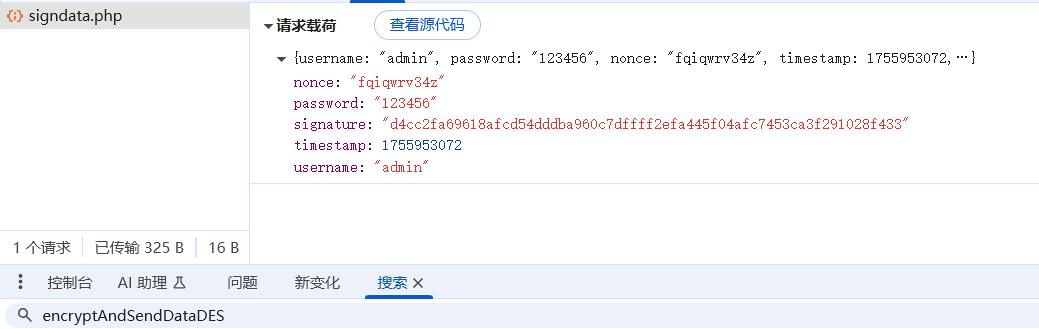 signdata.php
请求载荷 查看源代码
{username: "admin", password: "123456", nonce: "fqiqwrv34z", timestamp: 1755953072,…}
nonce: "fqiqwrv34z"
password: "123456"
signature: "d4cc2fa69618afcd54dddba960c7dffff2efa445f04afc7453ca3f291028f433"
timestamp: 1755953072
username: "admin"
1 个请求 已传输 325 B 16 B
控制台 AI 助理 问题 新变化 搜索
encryptAndSendDataDES